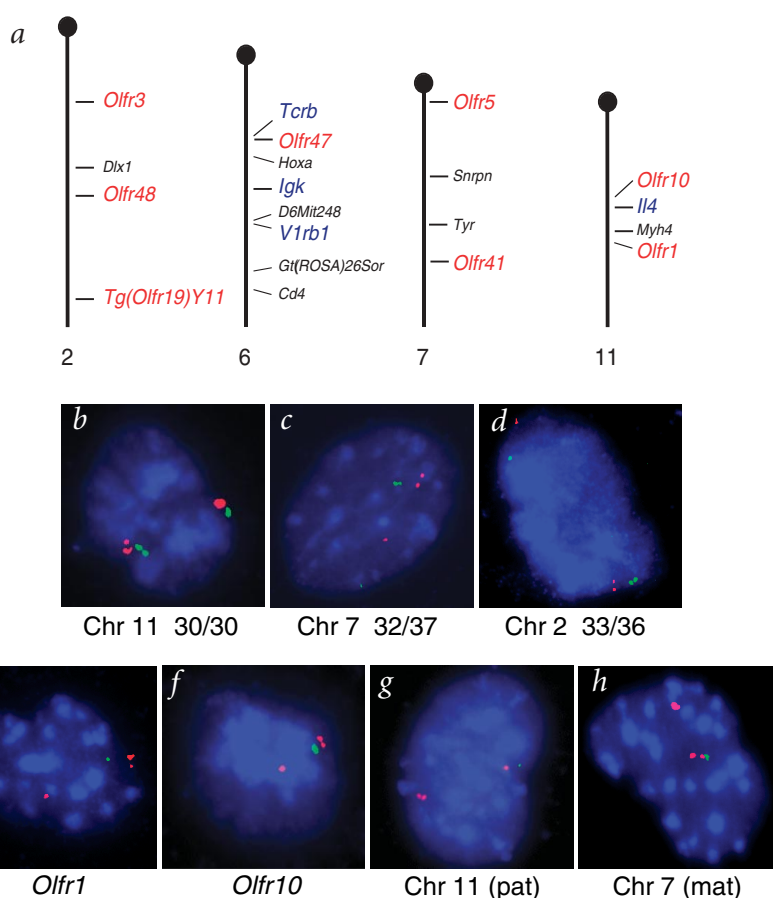 a
Olfr3
Dlx1
Olfr48
Tg(Olfr19)Y11
2
Tcrb
Olfr47
Hoxa
Igk
D6Mit248
V1rb1
Gt(ROSA)26Sor
Cd4
6
Olfr5
Snrpn
Tyr
Olfr41
7
Olfr10
Il4
Myh4
Olfr1
11
b
c
d
Chr 11 30/30
Chr 7 32/37
Chr 2 33/36
f
g
h
Olfr1
Olfr10
Chr 11 (pat)
Chr 7 (mat)